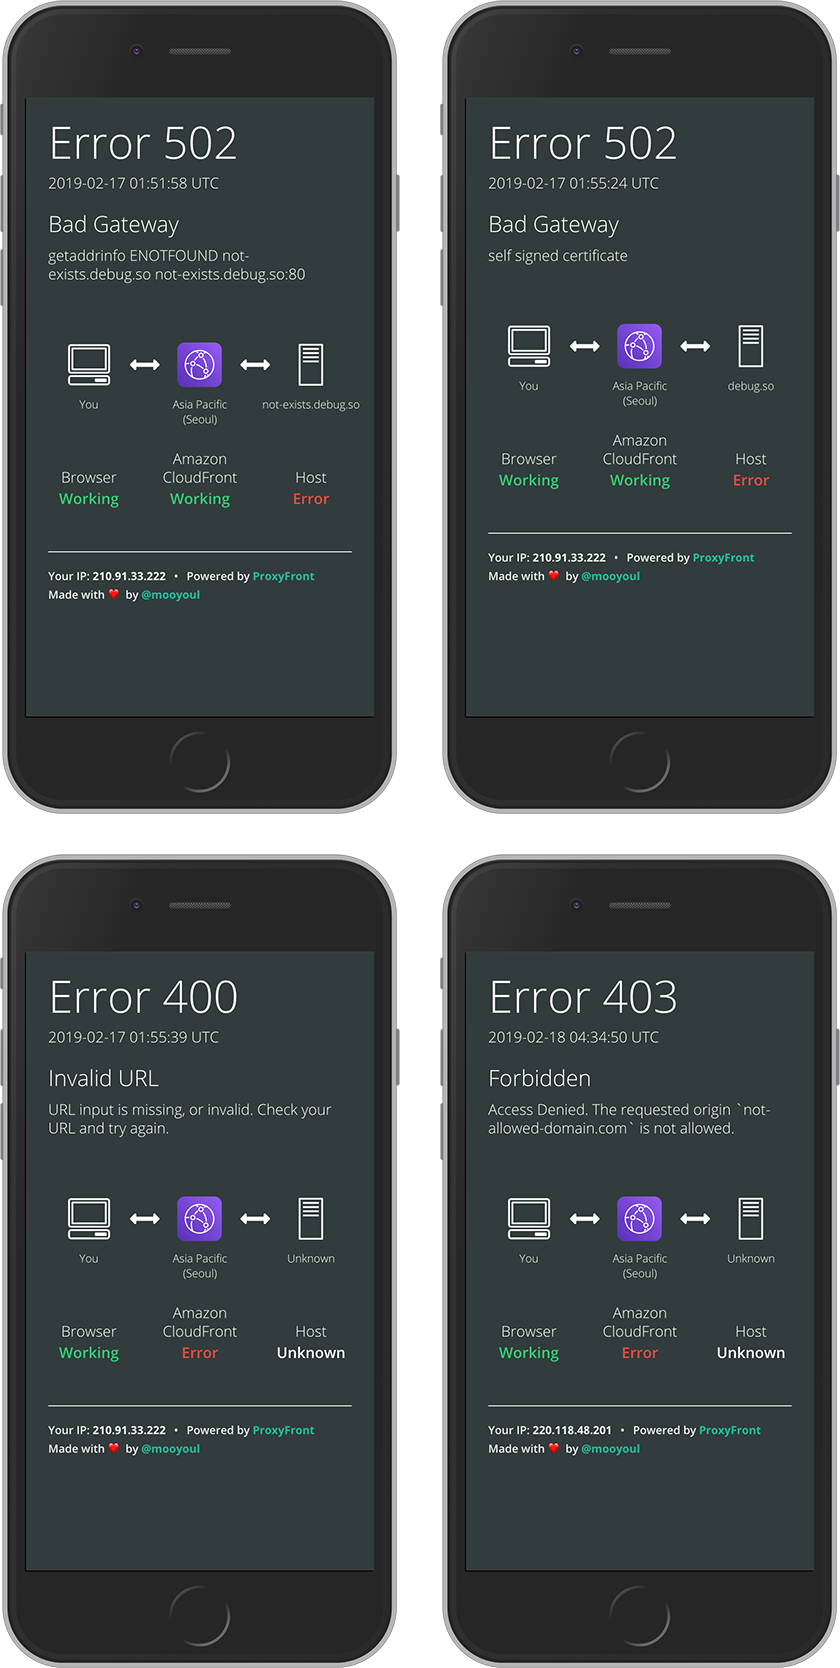 Error 502
2019-02-17 01:51:58 UTC
Bad Gateway
getaddrinfo ENOTFOUND not-
exists.debug.so not-exists.debug.so:80
You
Asia Pacific
(Seoul)
not-exists.debug.so
Browser
Working
Amazon
CloudFront
Working
Host
Error
Your IP: 210.91.33.222 • Powered by ProxyFront
Made with ❤️ by @mooyoul
Error 502
2019-02-17 01:55:24 UTC
Bad Gateway
self signed certificate
You
Asia Pacific
(Seoul)
debug.so
Browser
Working
Amazon
CloudFront
Working
Host
Error
Your IP: 210.91.33.222 • Powered by ProxyFront
Made with ❤️ by @mooyoul
Error 400
2019-02-17 01:55:39 UTC
Invalid URL
URL input is missing, or invalid. Check your
URL and try again.
You
Asia Pacific
(Seoul)
Unknown
Browser
Working
Amazon
CloudFront
Error
Host
Unknown
Your IP: 210.91.33.222 • Powered by ProxyFront
Made with ❤️ by @mooyoul
Error 403
2019-02-18 04:34:50 UTC
Forbidden
Access Denied. The requested origin `not-
allowed-domain.com` is not allowed.
You
Asia Pacific
(Seoul)
Unknown
Browser
Working
Amazon
CloudFront
Error
Host
Unknown
Your IP: 220.118.48.201 • Powered by ProxyFront
Made with ❤️ by @mooyoul